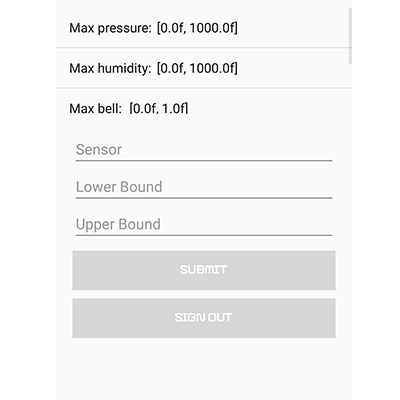 Max pressure: [0.0f, 1000.0f]
Max humidity: [0.0f, 1000.0f]
Max bell: [0.0f, 1.0f]
Sensor
Lower Bound
Upper Bound
SUBMIT
SIGN OUT